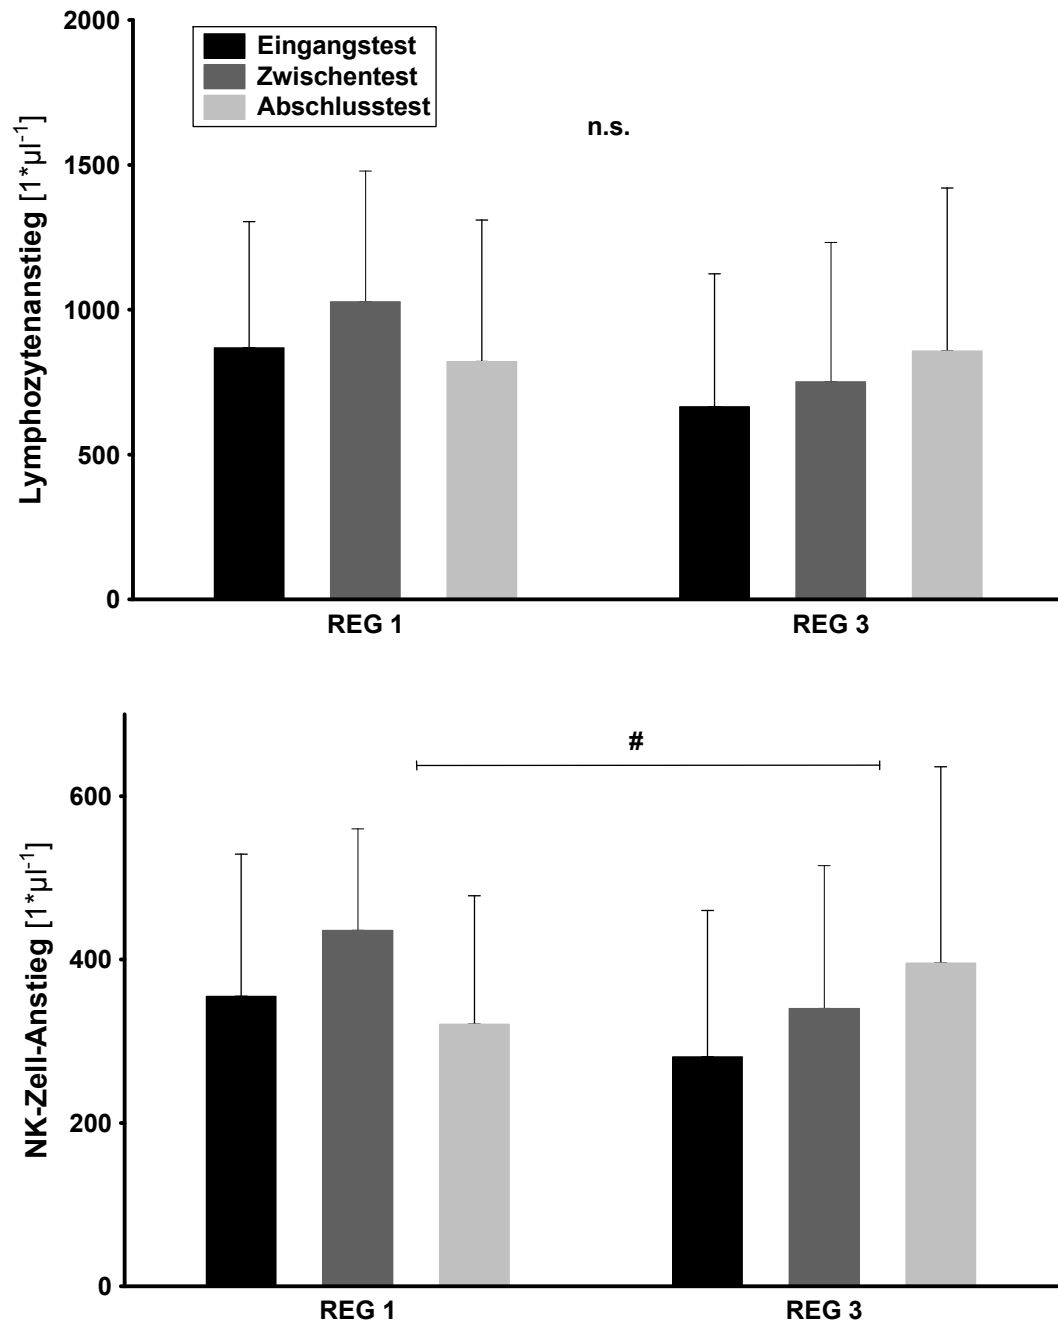 2000
Eingangstest
Zwischentest
Abschlusstest
n.s.
1500
1000
500
0
Lymphozytenanstieg [1*µl-1]
REG 1
REG 3
#
600
400
200
0
NK-Zell-Anstieg [1*µl-1]
REG 1
REG 3